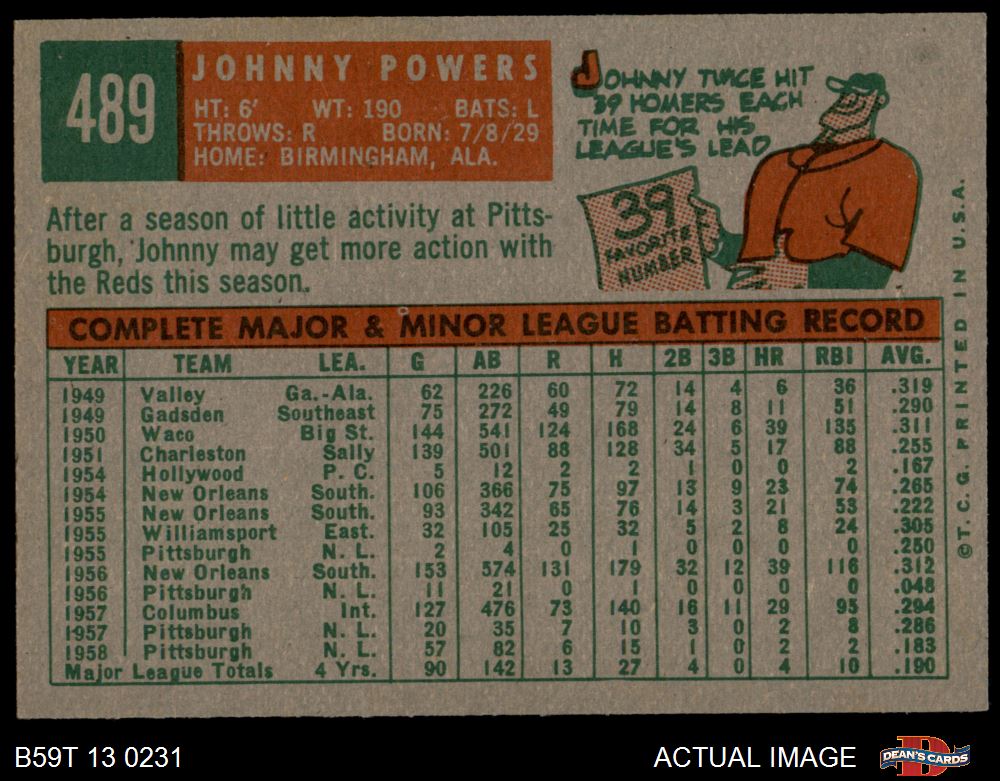 489
JOHNNY POWERS
HT: 6' WT: 190 BATS: L
THROWS: R BORN: 7/8/29
HOME: BIRMINGHAM, ALA.
JOHNNY TWICE HIT
39 HOMERS EACH
TIME FOR HIS
LEAGUE'S LEAD
39
FAVORITE
NUMBER
After a season of little activity at Pitts-
burgh, Johnny may get more action with
the Reds this season.
COMPLETE MAJOR & MINOR LEAGUE BATTING RECORD
YEAR TEAM LEA. G AB R H 2B 3B HR RBI AVG.
1949 Valley Ga.-Ala. 62 226 60 72 14 4 6 36 .319
1949 Gadsden Southeast 75 272 49 79 14 8 11 51 .290
1950 Waco Big St. 144 541 124 168 24 6 39 135 .311
1951 Charleston Sally 139 501 88 128 34 5 17 88 .255
1954 Hollywood P. C. 5 12 2 2 1 0 0 2 .167
1954 New Orleans South. 106 366 75 97 13 9 23 74 .265
1955 New Orleans South. 93 342 65 76 14 3 21 53 .222
1955 Williamsport East. 32 105 25 32 5 2 8 24 .305
1955 Pittsburgh N. L. 2 4 0 1 0 0 0 0 .250
1956 New Orleans South. 153 574 131 179 32 12 39 116 .312
1956 Pittsburgh N. L. 11 21 0 1 0 0 0 0 .048
1957 Columbus Int. 127 476 73 140 16 11 29 95 .294
1957 Pittsburgh N. L. 20 35 7 10 3 0 2 8 .286
1958 Pittsburgh N. L. 57 82 6 15 1 0 2 2 .183
Major League Totals 4 Yrs. 90 142 13 27 4 0 4 10 .190
©T.C.G. PRINTED IN U.S.A.
B59T 13 0231
ACTUAL IMAGE
DEAN'S CARDS